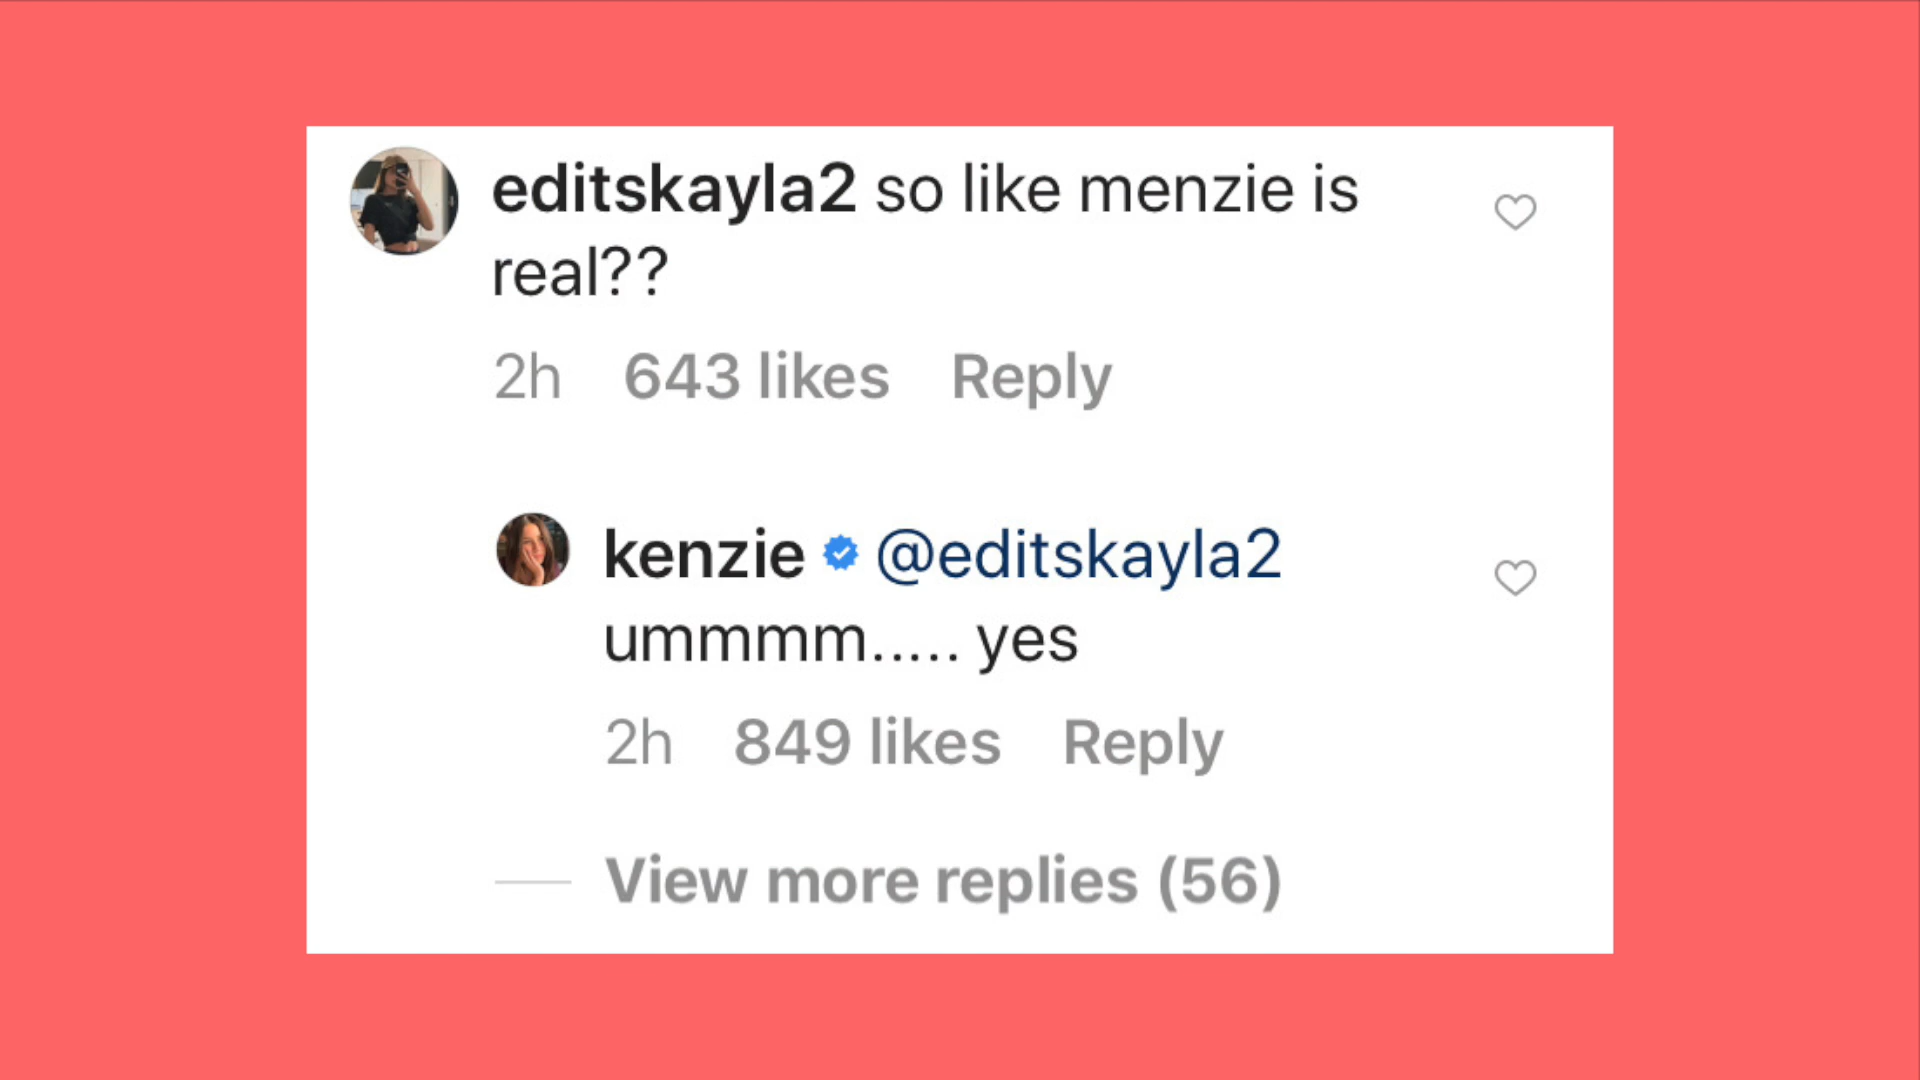 editskayla2 so like menzie is
real??
2h 643 likes Reply
kenzie @editskayla2
ummmm..... yes
2h 849 likes Reply
View more replies (56)